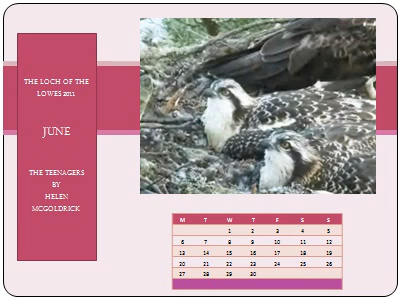 THE LOCH OF THE
LOWES 2011
JUNE
THE TEENAGERS
BY
HELEN
MCGOLDRICK
M T W T F S S
1 2 3 4 5
6 7 8 9 10 11 12
13 14 15 16 17 18 19
20 21 22 23 24 25 26
27 28 29 30